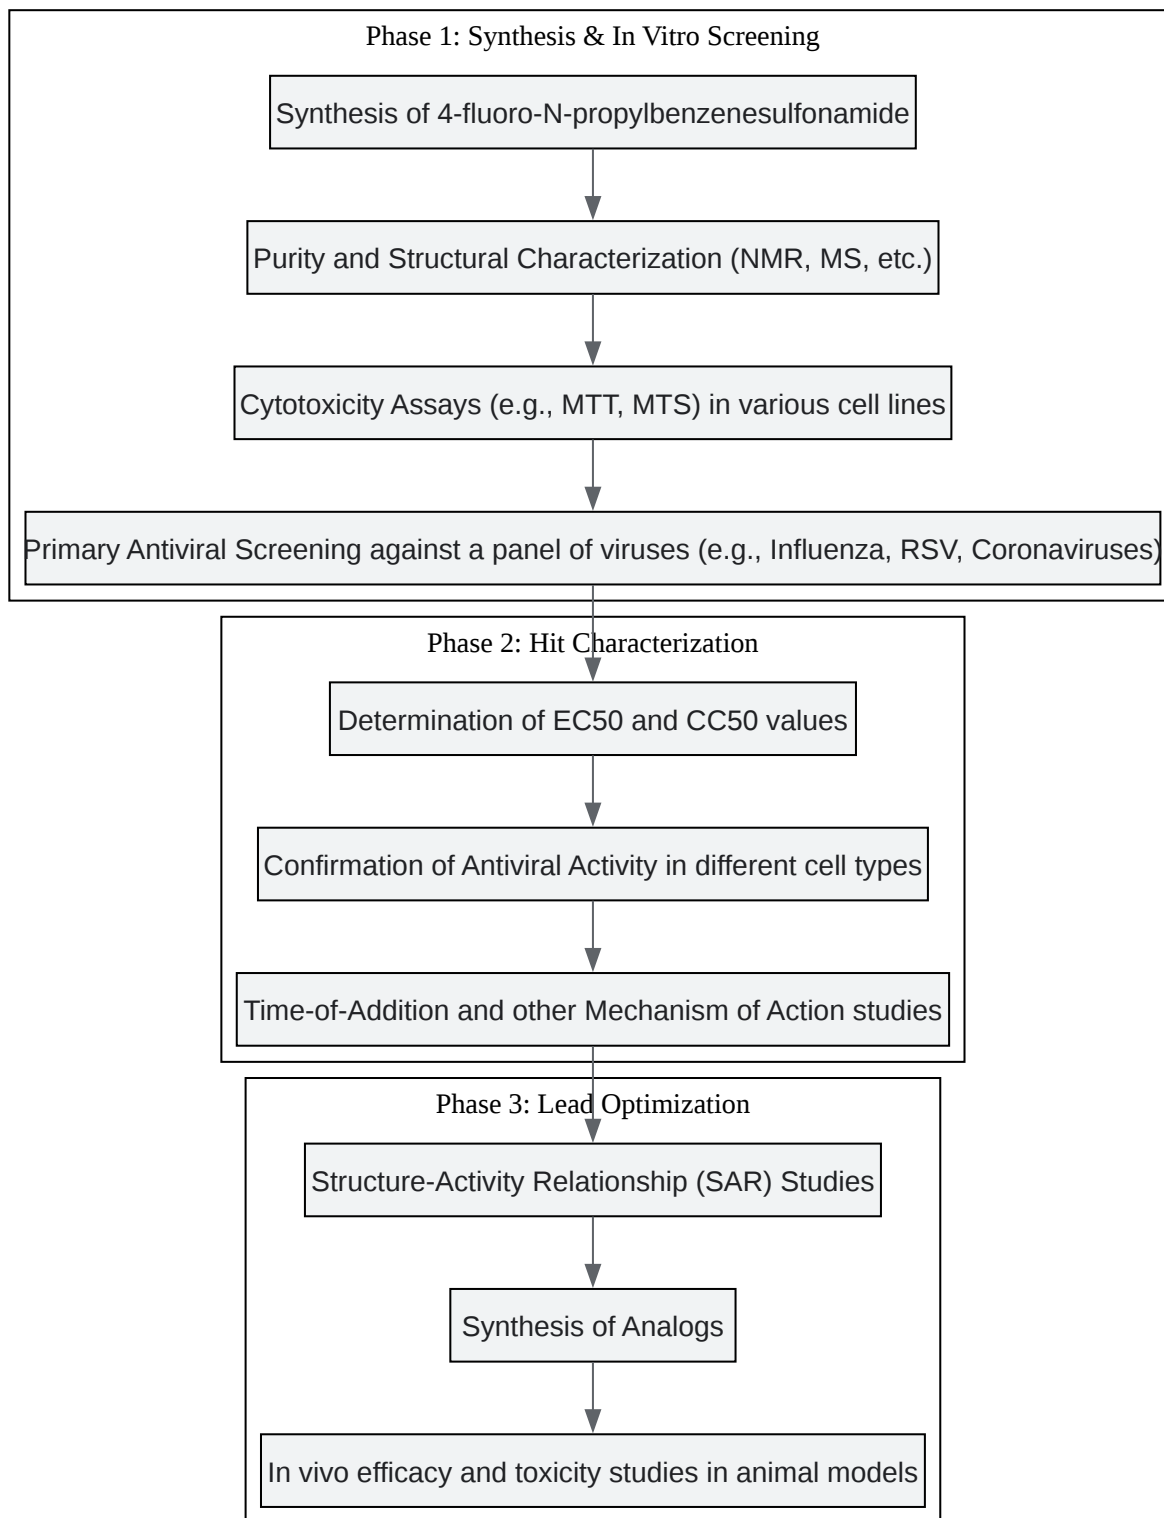 Phase 1: Synthesis & In Vitro Screening
Synthesis of 4-fluoro-N-propylbenzenesulfonamide
Purity and Structural Characterization (NMR, MS, etc.)
Cytotoxicity Assays (e.g., MTT, MTS) in various cell lines
Primary Antiviral Screening against a panel of viruses (e.g., Influenza, RSV, Coronaviruses)
Phase 2: Hit Characterization
Determination of EC50 and CC50 values
Confirmation of Antiviral Activity in different cell types
Time-of-Addition and other Mechanism of Action studies
Phase 3: Lead Optimization
Structure-Activity Relationship (SAR) Studies
Synthesis of Analogs
In vivo efficacy and toxicity studies in animal models